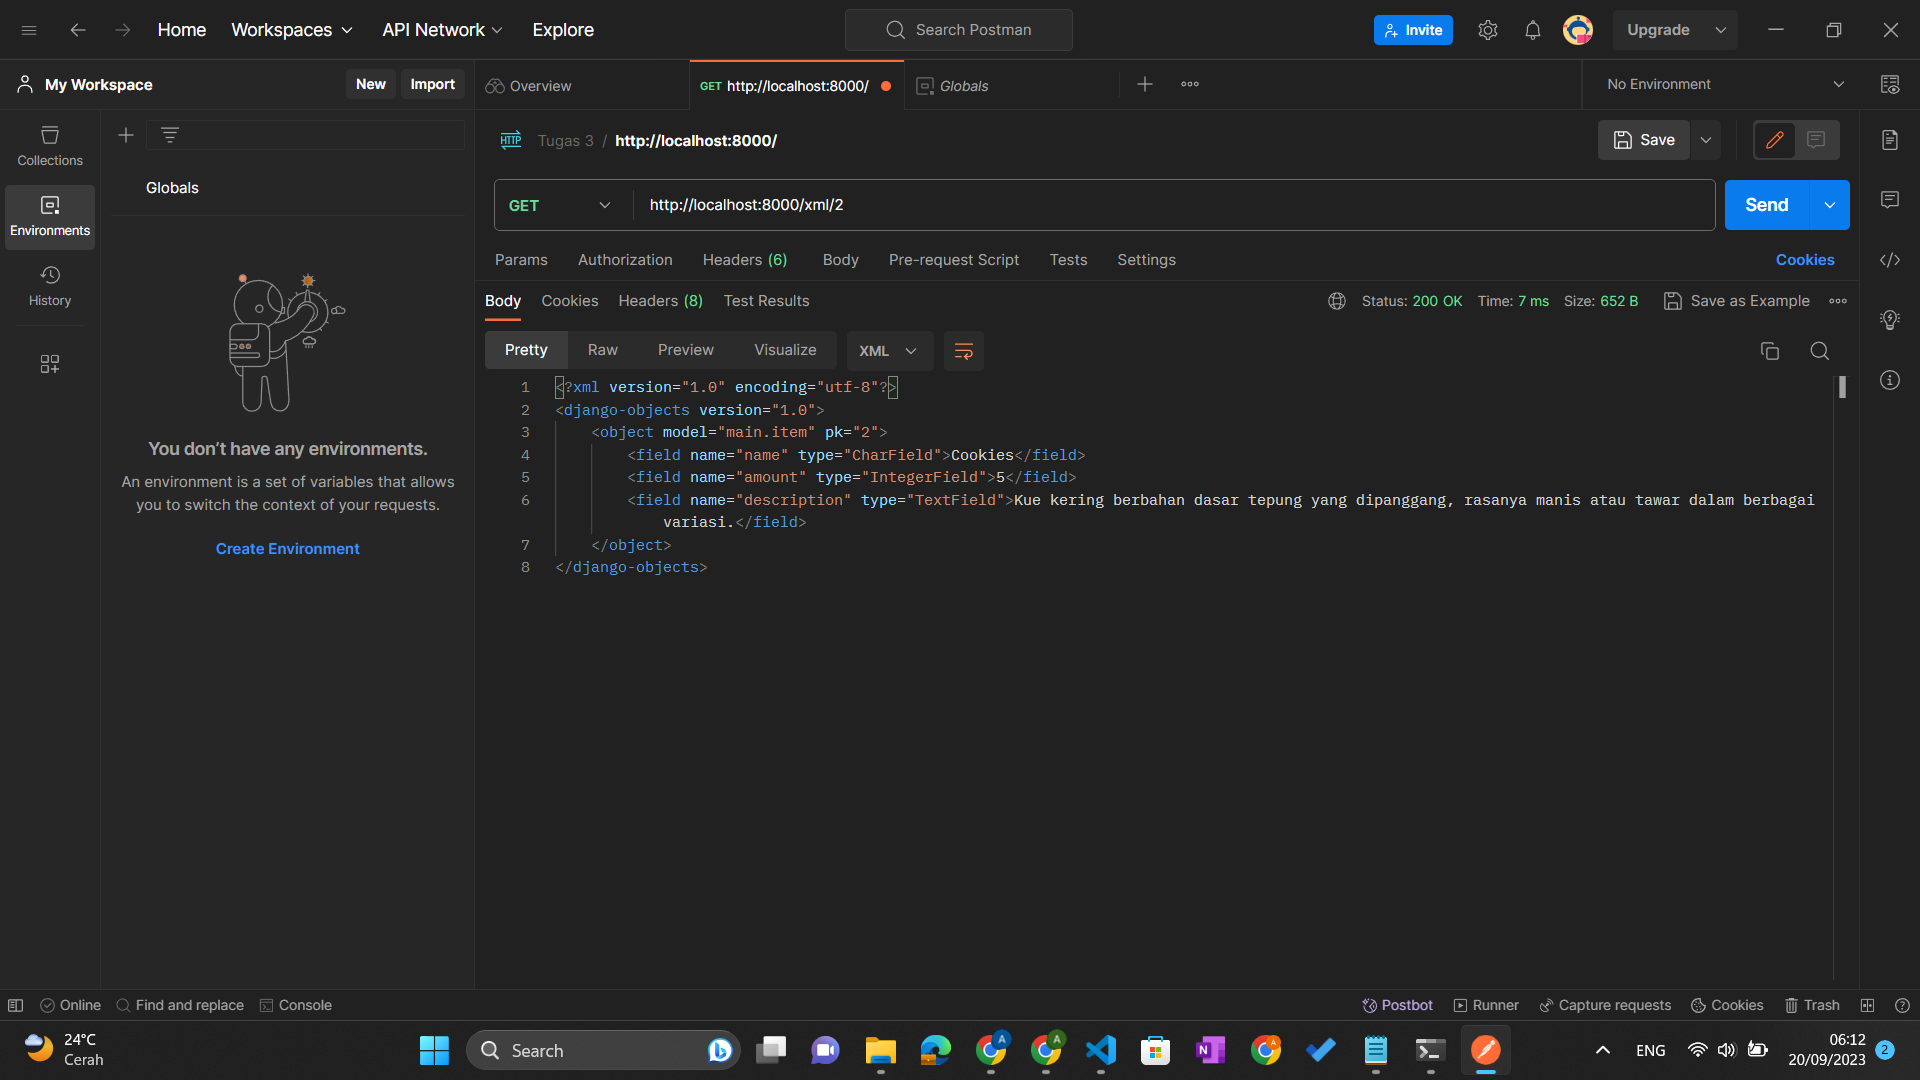 Home Workspaces API Network Explore
Search Postman
Invite
Upgrade
My Workspace New Import
Overview GET http://localhost:8000/ Globals
No Environment
Collections
Environments
History
Globals
You don't have any environments.
An environment is a set of variables that allows
you to switch the context of your requests.
Create Environment
HTTP Tugas 3 / http://localhost:8000/
Save
GET http://localhost:8000/xml/2
Send
Params Authorization Headers (6) Body Pre-request Script Tests Settings Cookies
Body Cookies Headers (8) Test Results Status: 200 OK Time: 7 ms Size: 652 B Save as Example
Pretty Raw Preview Visualize XML
1 <?xml version="1.0" encoding="utf-8"?>
2 <django-objects version="1.0">
3 <object model="main.item" pk="2">
4 <field name="name" type="CharField">Cookies</field>
5 <field name="amount" type="IntegerField">5</field>
6 <field name="description" type="TextField">Kue kering berbahan dasar tepung yang dipanggang, rasanya manis atau tawar dalam berbagai
variasi.</field>
7 </object>
8 </django-objects>
Online Find and replace Console
Postbot Runner Capture requests Cookies Trash
24°C
Cerah
Search
A
A
N
A
ENG
06:12
20/09/2023
2